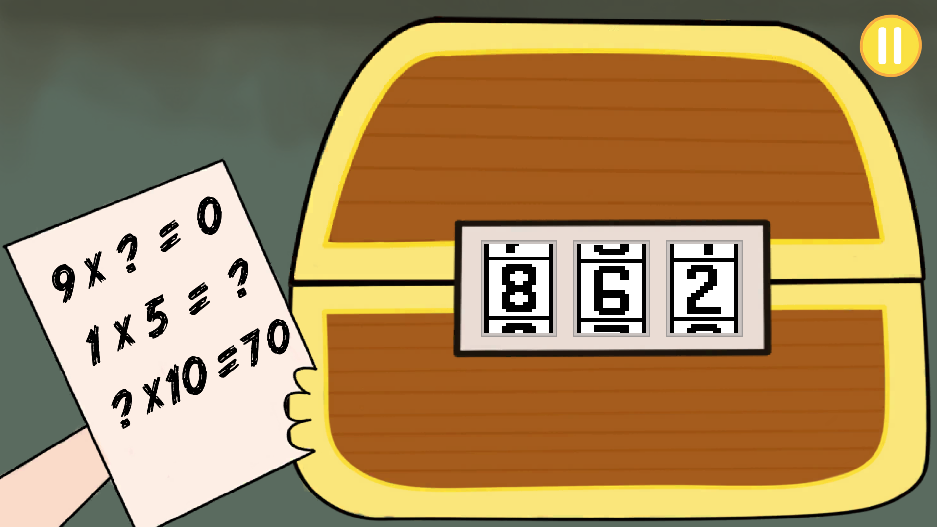 9 x ? = 0
1 x 5 = ?
? x 10 = 70
8 6 2